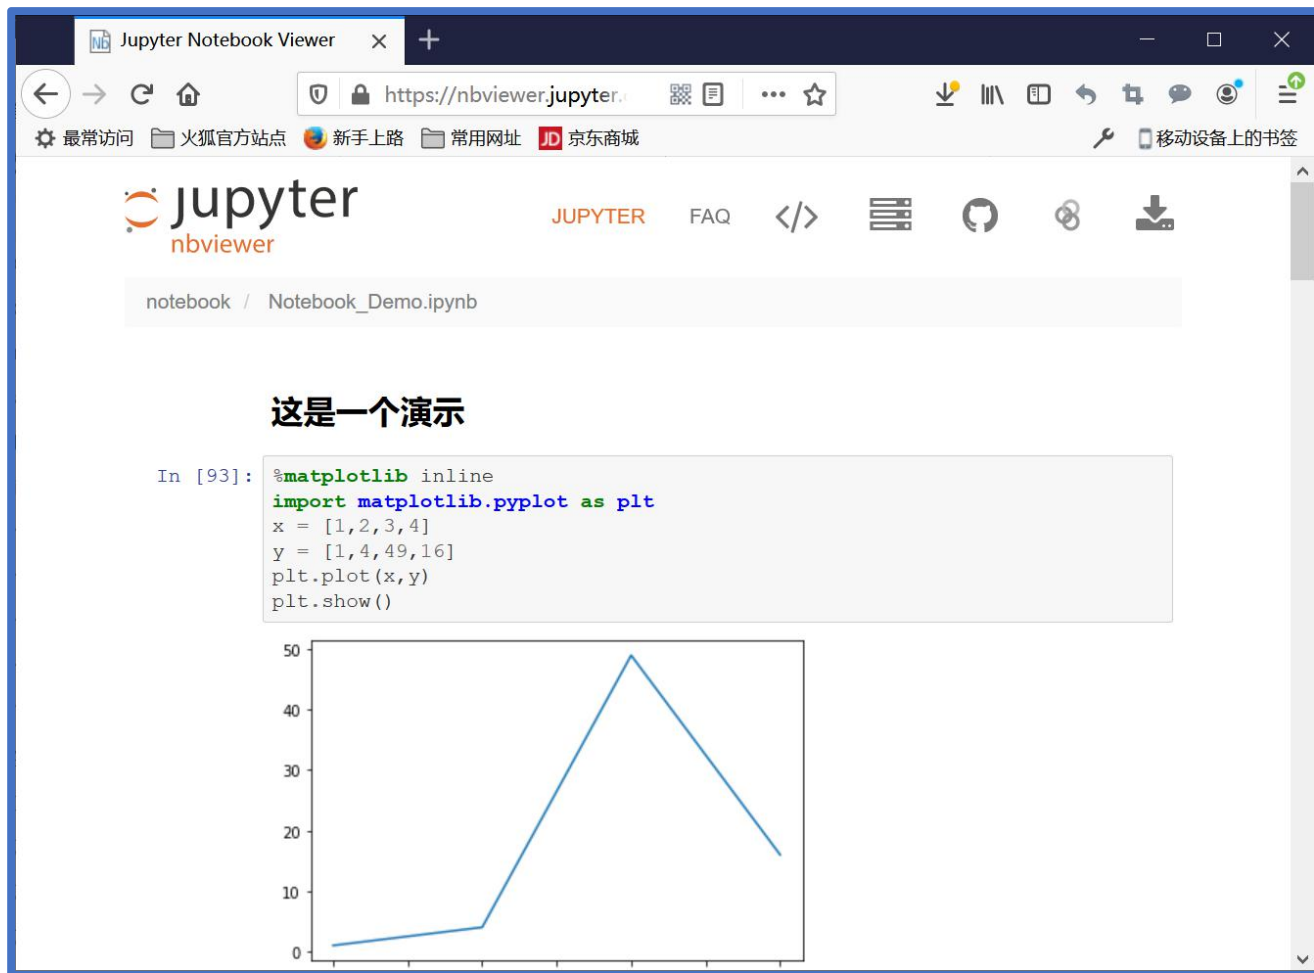 Jupyter Notebook Viewer
https://nbviewer.jupyter.
最常访问 火狐官方站点 新手上路 常用网址 JD 京东商城 移动设备上的书签
jupyter
nbviewer
JUPYTER FAQ </>
notebook / Notebook_Demo.ipynb
这是一个演示
In [93]: %matplotlib inline
import matplotlib.pyplot as plt
x = [1,2,3,4]
y = [1,4,49,16]
plt.plot(x,y)
plt.show()
50
40
30
20
10
0